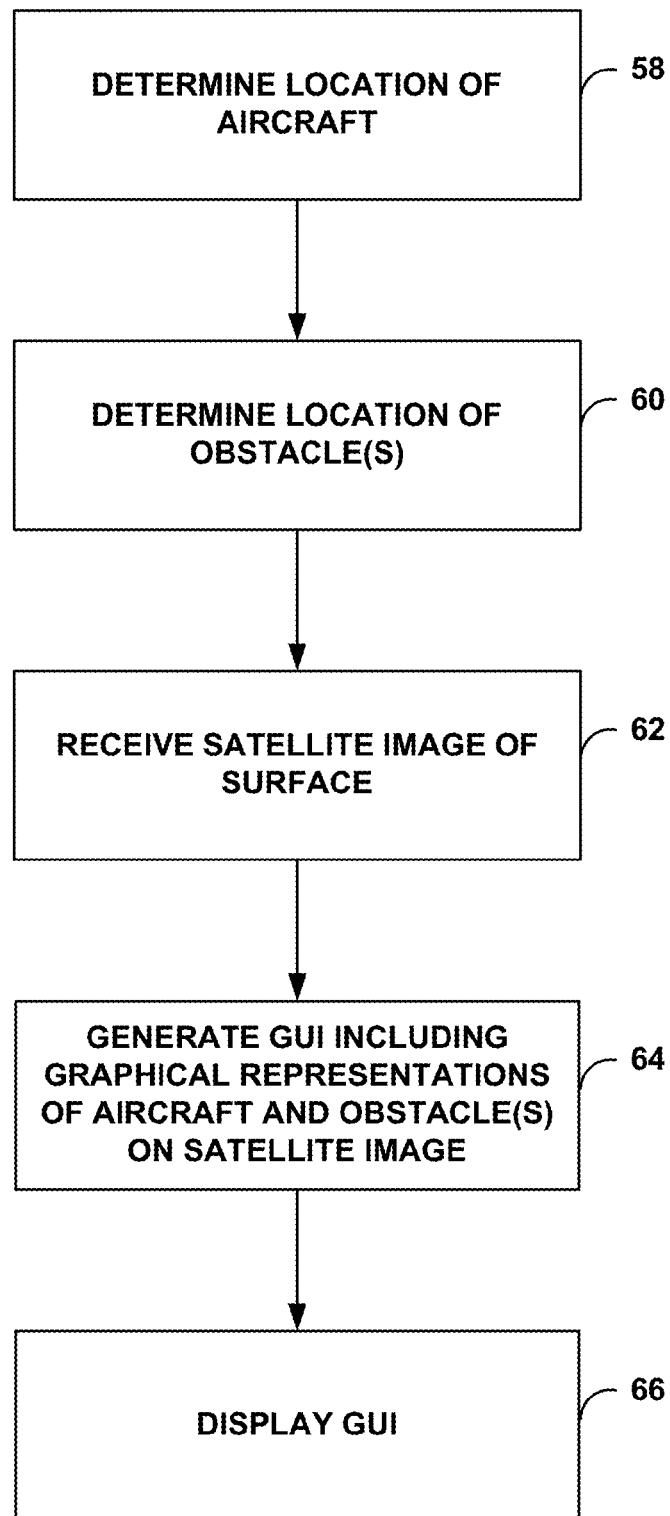 DETERMINE LOCATION OF
AIRCRAFT
58
DETERMINE LOCATION OF
OBSTACLE(S)
60
RECEIVE SATELLITE IMAGE OF
SURFACE
62
GENERATE GUI INCLUDING
GRAPHICAL REPRESENTATIONS
OF AIRCRAFT AND OBSTACLE(S)
ON SATELLITE IMAGE
64
DISPLAY GUI
66